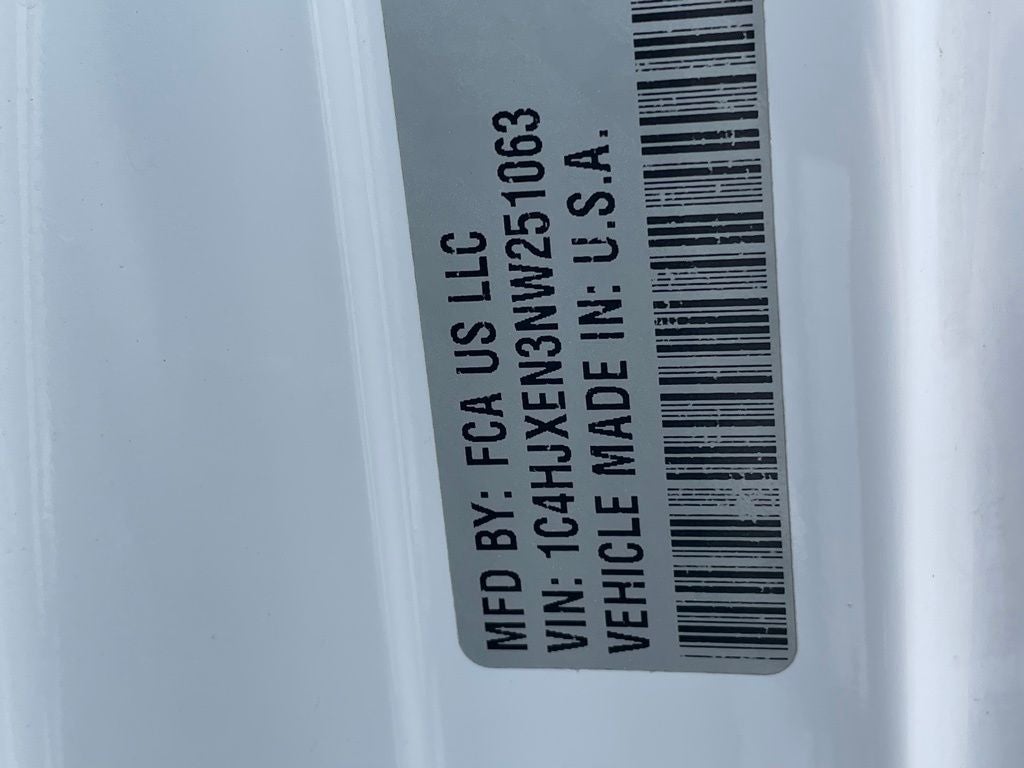 MFD BY: FCA US LLC
VIN: 1C4HJXEN3NW251063
VEHICLE MADE IN: U.S.A.